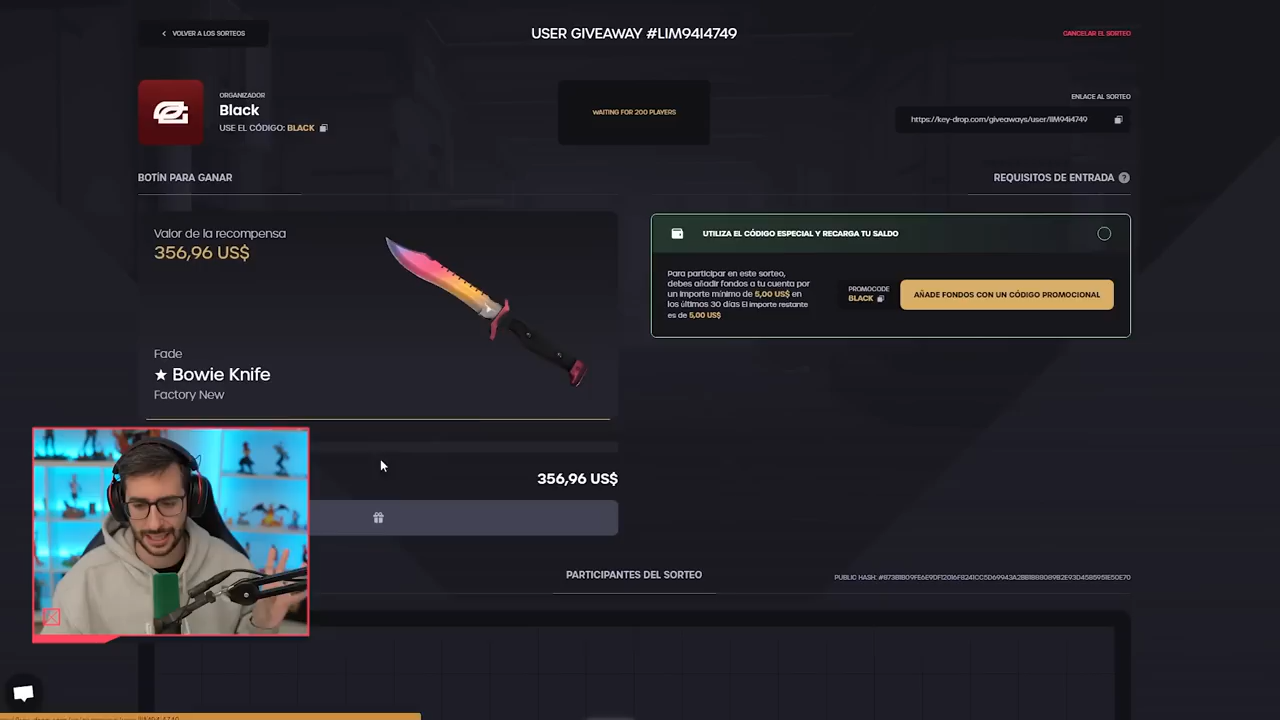 VOLVER A LOS SORTEOS
USER GIVEAWAY #LIM94I4749
CANCELAR EL SORTEO
ORGANIZADOR
Black
USE EL CÓDIGO: BLACK
WAITING FOR 200 PLAYERS
ENLACE AL SORTEO
https://key-drop.com/giveaways/user/lIM94i4749
BOTÍN PARA GANAR
REQUISITOS DE ENTRADA ?
Valor de la recompensa
356,96 US$
UTILIZA EL CÓDIGO ESPECIAL Y RECARGA TU SALDO
Para participar en este sorteo,
debes añadir fondos a tu cuenta por
un importe mínimo de 5,00 US$ en
los últimos 30 días El importe restante
es de 5,00 US$
PROMOCODE
BLACK
AÑADE FONDOS CON UN CÓDIGO PROMOCIONAL
Fade
★ Bowie Knife
Factory New
356,96 US$
PARTICIPANTES DEL SORTEO
PUBLIC HASH: